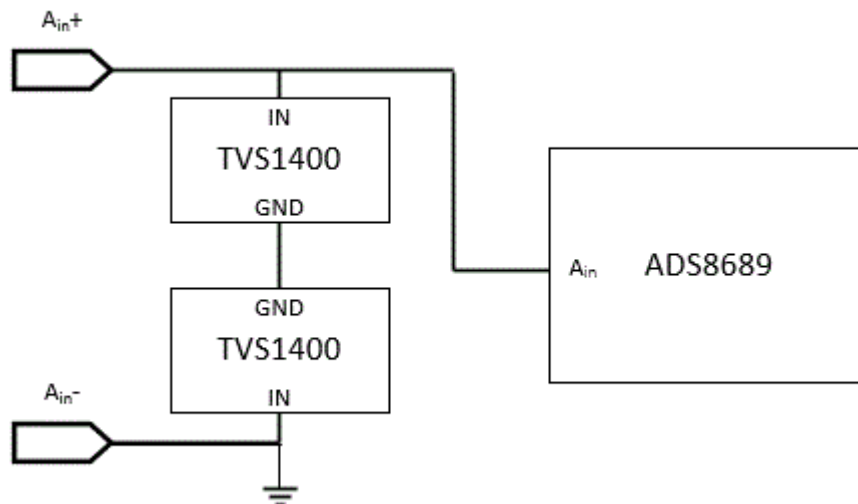 Ain+
IN
TVS1400
GND
GND
TVS1400
IN
Ain-
Ain
ADS8689